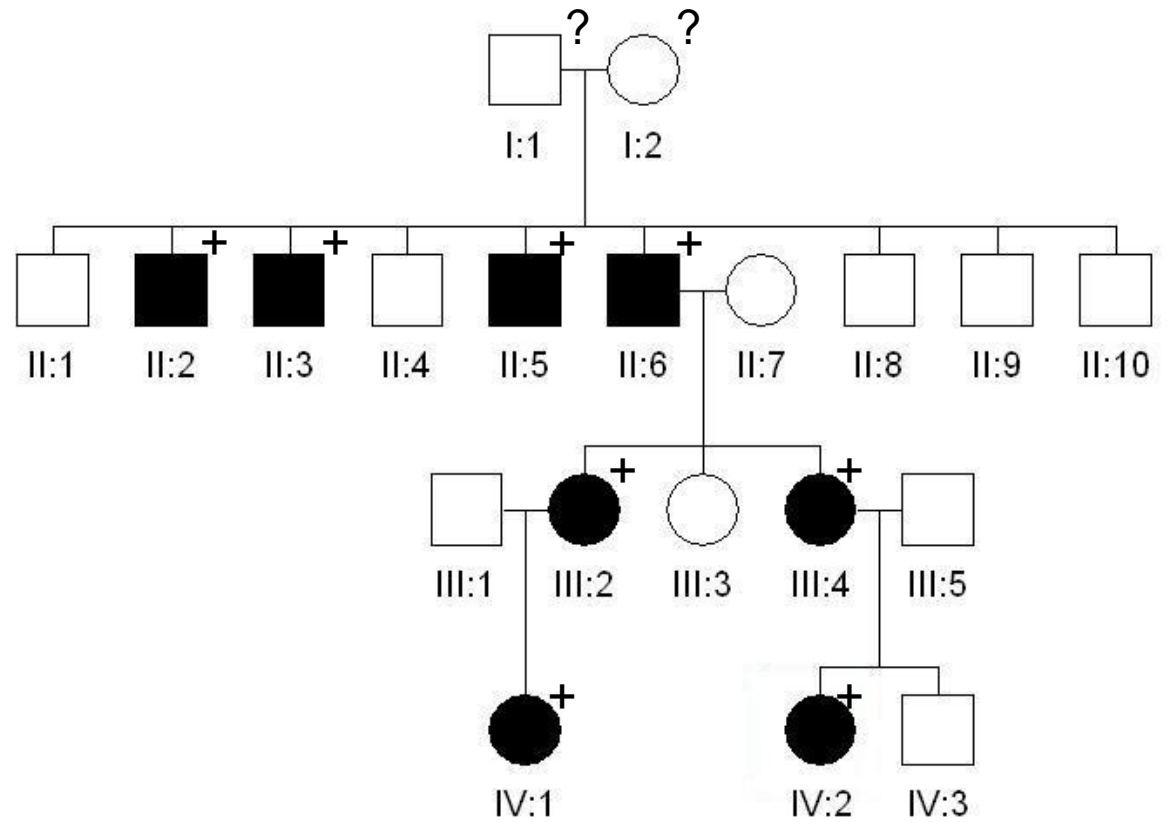 ? ?
I:1 I:2
+ + + +
II:1 II:2 II:3 II:4 II:5 II:6 II:7 II:8 II:9 II:10
+ +
III:1 III:2 III:3 III:4 III:5
+ +
IV:1 IV:2 IV:3